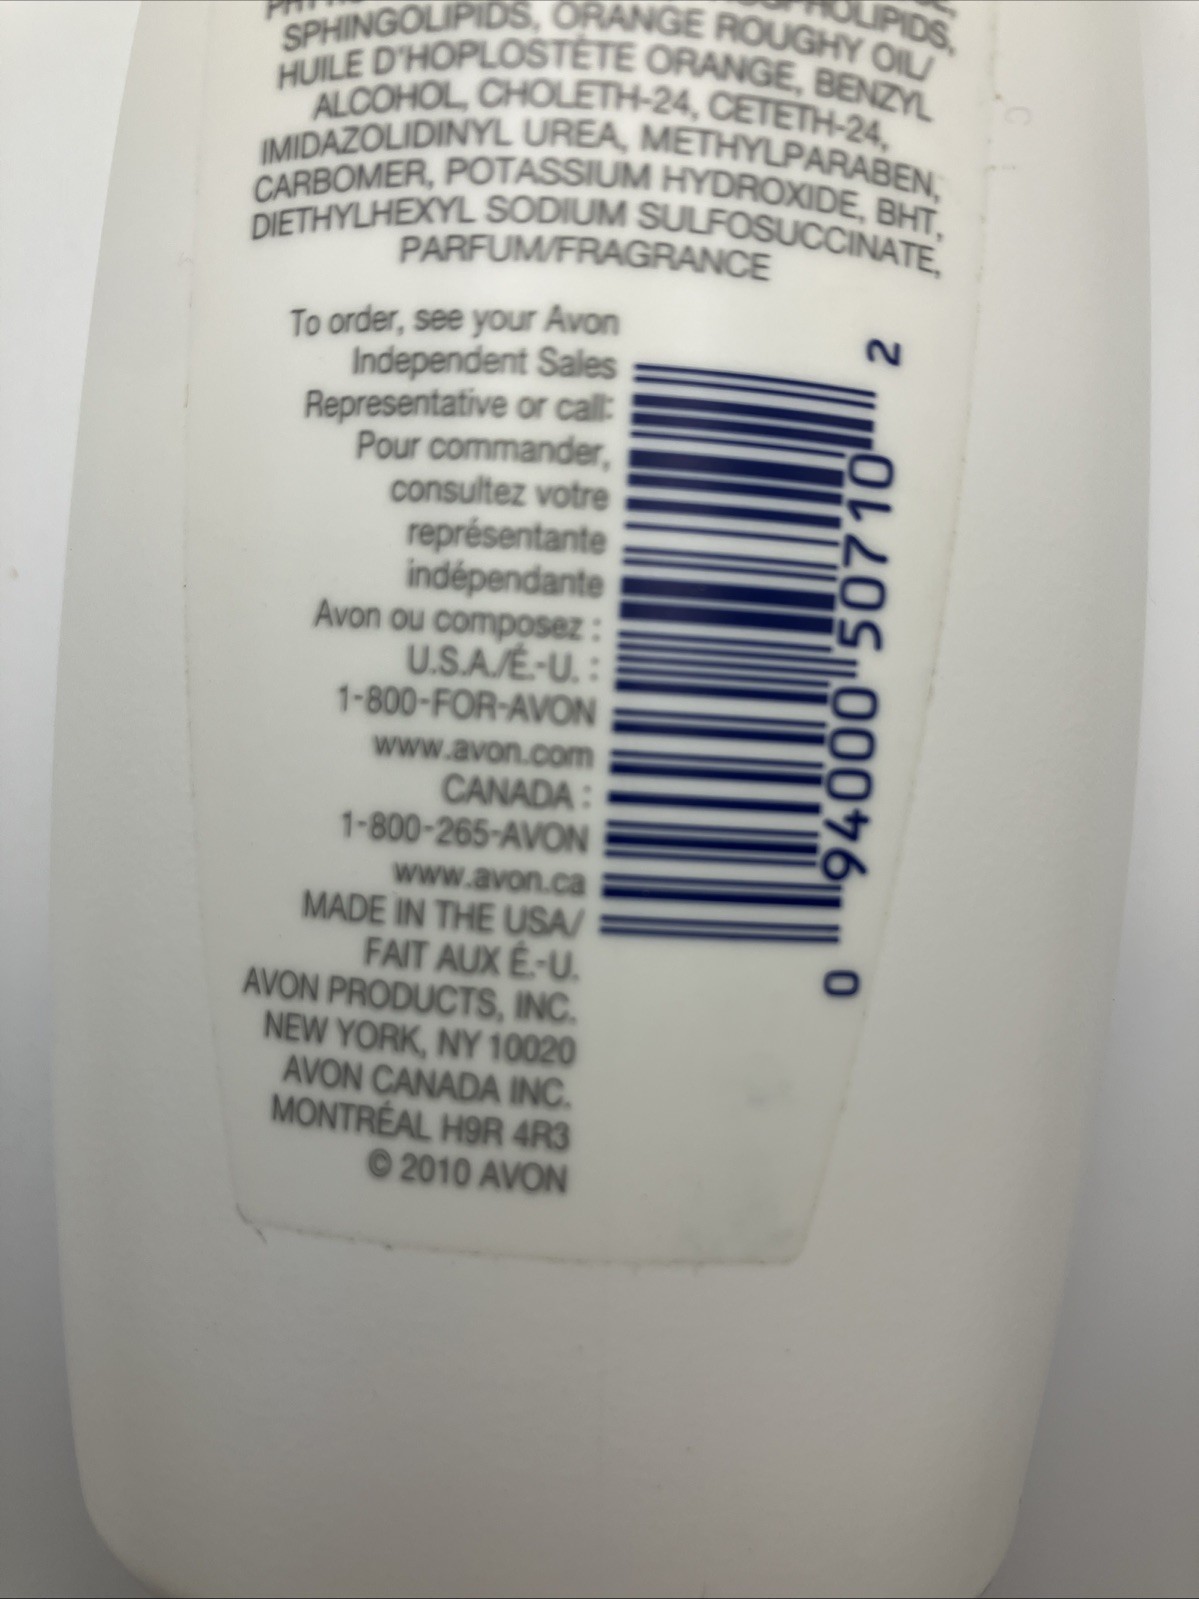 SPHINGOLIPIDS, ORANGE ROUGHY OIL/
HUILE D'HOPLOSTÈTE ORANGE, BENZYL
ALCOHOL, CHOLETH-24, CETETH-24,
IMIDAZOLIDINYL UREA, METHYLPARABEN,
CARBOMER, POTASSIUM HYDROXIDE, BHT,
DIETHYLHEXYL SODIUM SULFOSUCCINATE,
PARFUM/FRAGRANCE
To order, see your Avon
Independent Sales
Representative or call:
Pour commander,
consultez votre
représentante
indépendante
Avon ou composez :
U.S.A./É.-U. :
1-800-FOR-AVON
www.avon.com
CANADA :
1-800-265-AVON
www.avon.ca
MADE IN THE USA/
FAIT AUX É.-U.
AVON PRODUCTS, INC.
NEW YORK, NY 10020
AVON CANADA INC.
MONTRÉAL H9R 4R3
© 2010 AVON
0 94000 50710 2